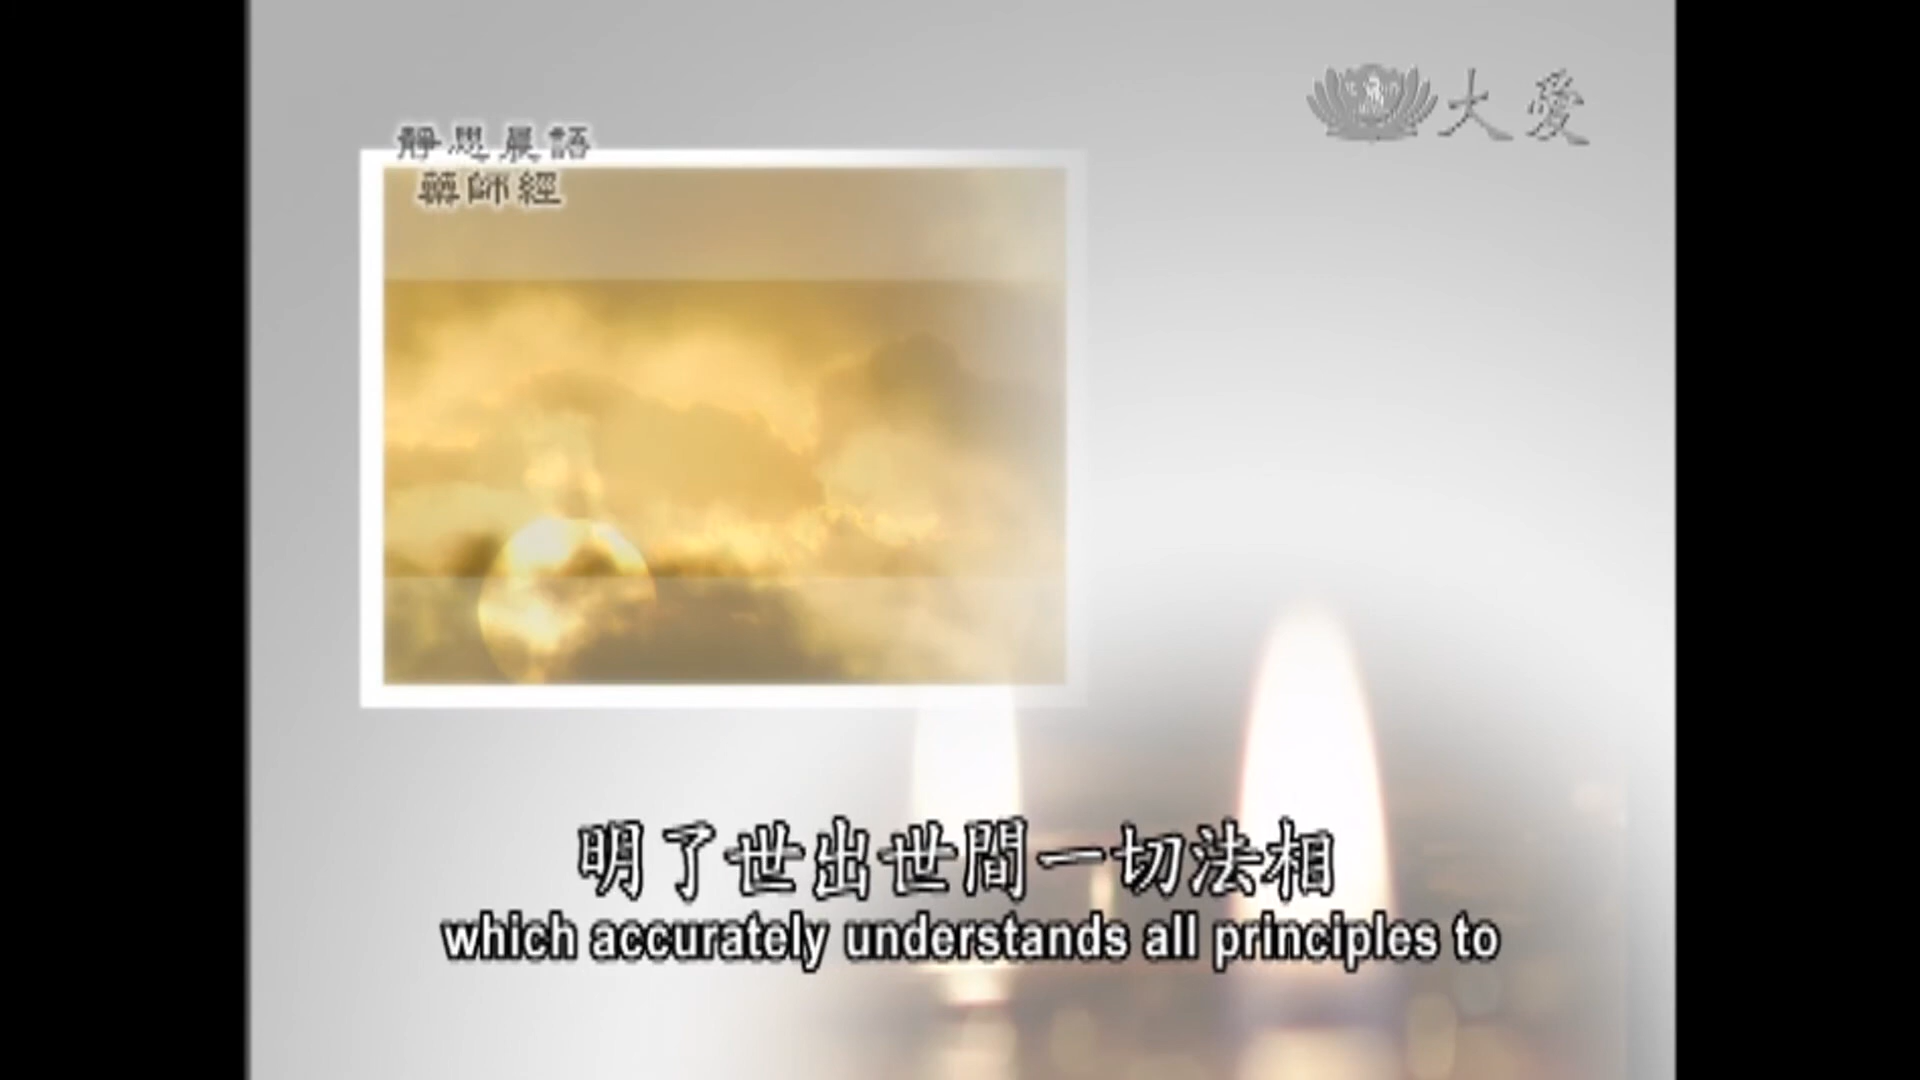 靜思晨語
藥師經
大愛
明了世出世間一切法相
which accurately understands all principles to